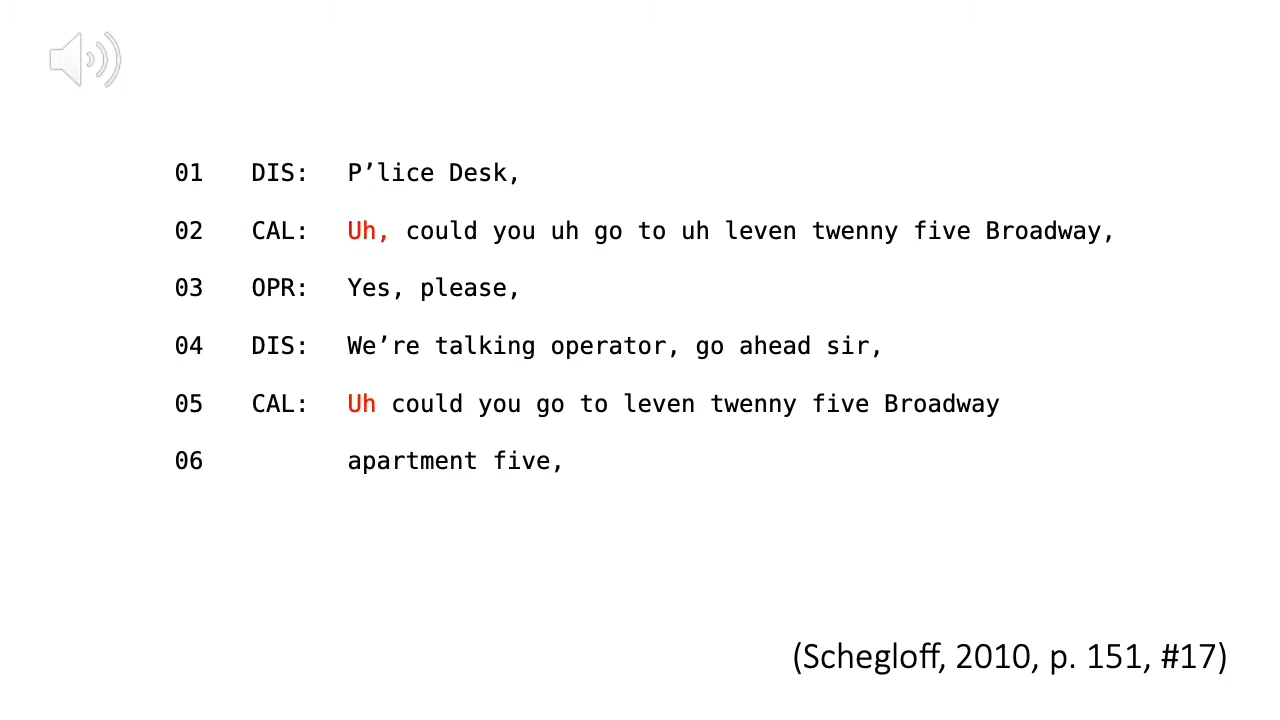 01 DIS: P’lice Desk,
02 CAL: Uh, could you uh go to uh leven twenny five Broadway,
03 OPR: Yes, please,
04 DIS: We’re talking operator, go ahead sir,
05 CAL: Uh could you go to leven twenny five Broadway
06 apartment five,
(Schegloff, 2010, p. 151, #17)